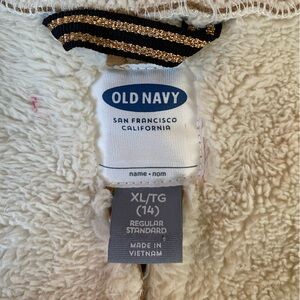 OLD NAVY
SAN FRANCISCO
CALIFORNIA
name • nom
XL/TG
(14)
REGULAR
STANDARD
MADE IN
VIETNAM